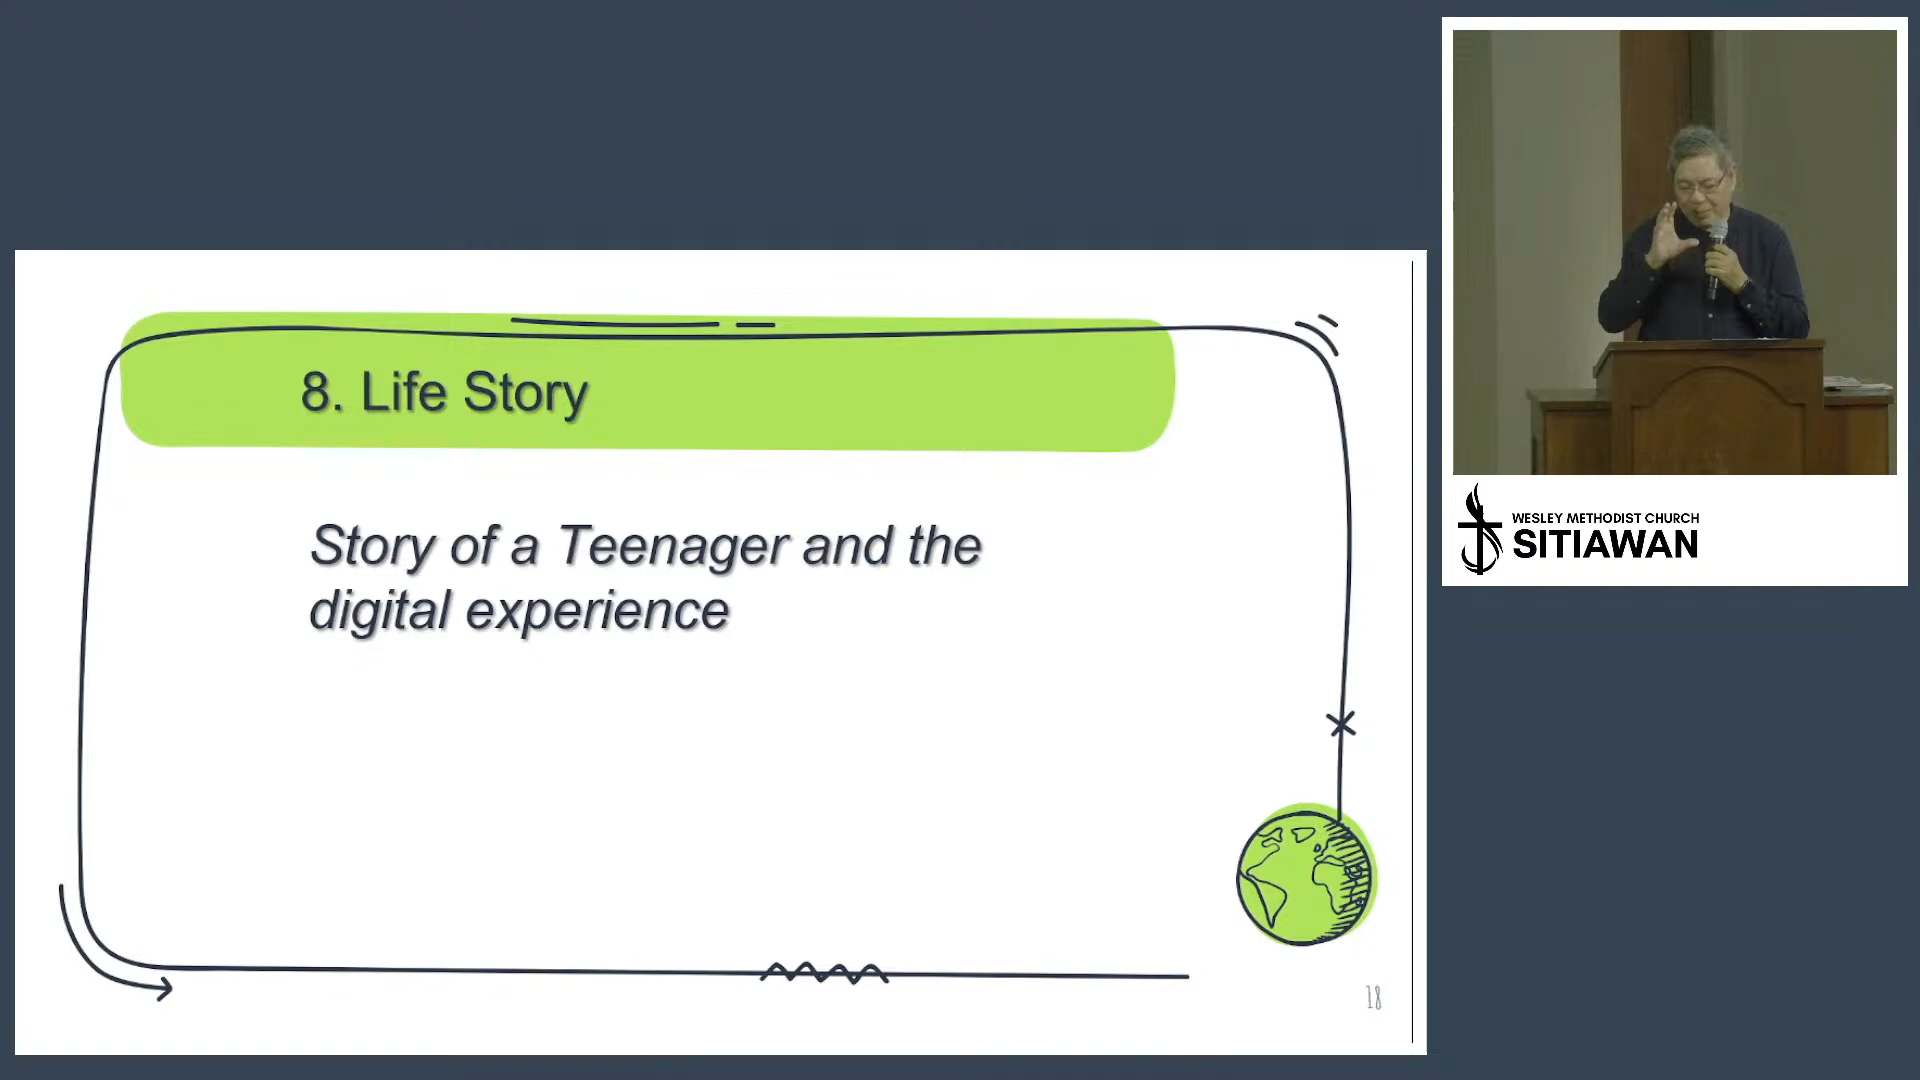 8. Life Story
Story of a Teenager and the
digital experience
18
WESLEY METHODIST CHURCH
SITIAWAN